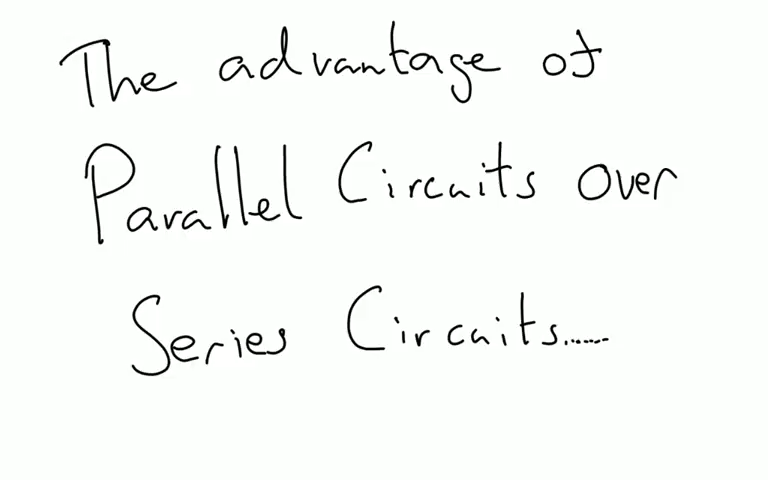 The advantage of
Parallel Circuits over
Series Circuits.......